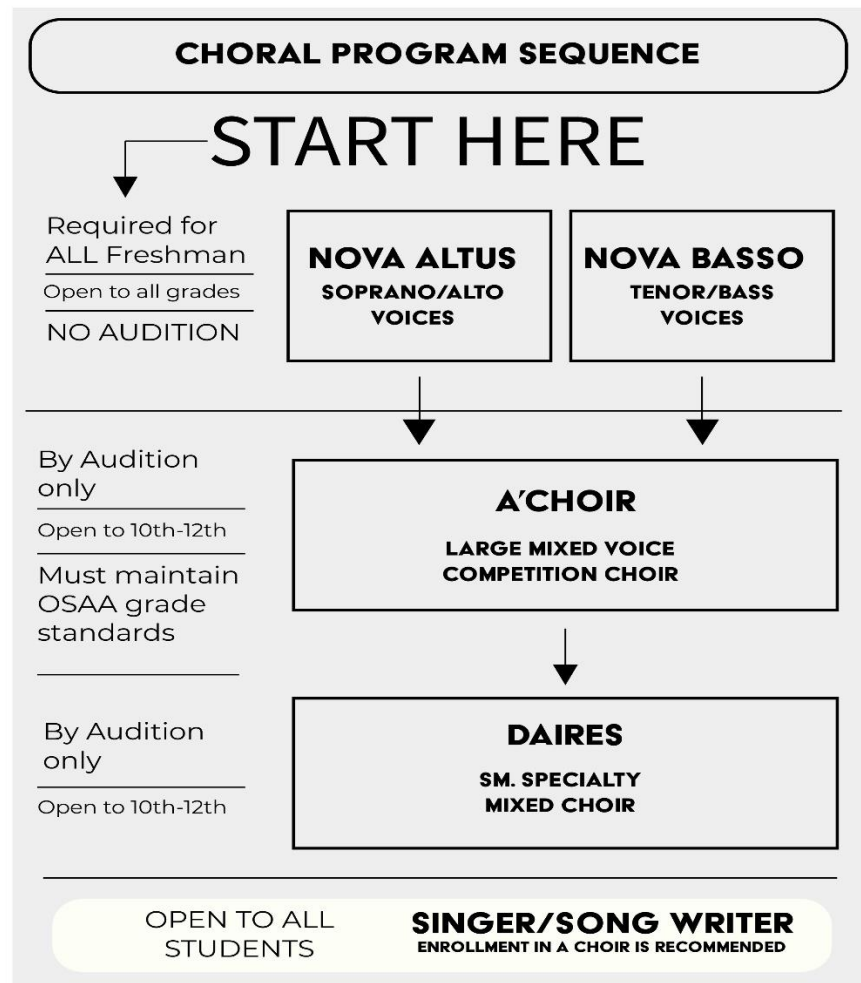 CHORAL PROGRAM SEQUENCE
START HERE
Required for
ALL Freshman
Open to all grades
NO AUDITION
NOVA ALTUS
SOPRANO/ALTO
VOICES
NOVA BASSO
TENOR/BASS
VOICES
By Audition
only
Open to 10th-12th
Must maintain
OSAA grade
standards
A'CHOIR
LARGE MIXED VOICE
COMPETITION CHOIR
By Audition
only
Open to 10th-12th
DAIRES
SM. SPECIALTY
MIXED CHOIR
OPEN TO ALL
STUDENTS
SINGER/SONG WRITER
ENROLLMENT IN A CHOIR IS RECOMMENDED